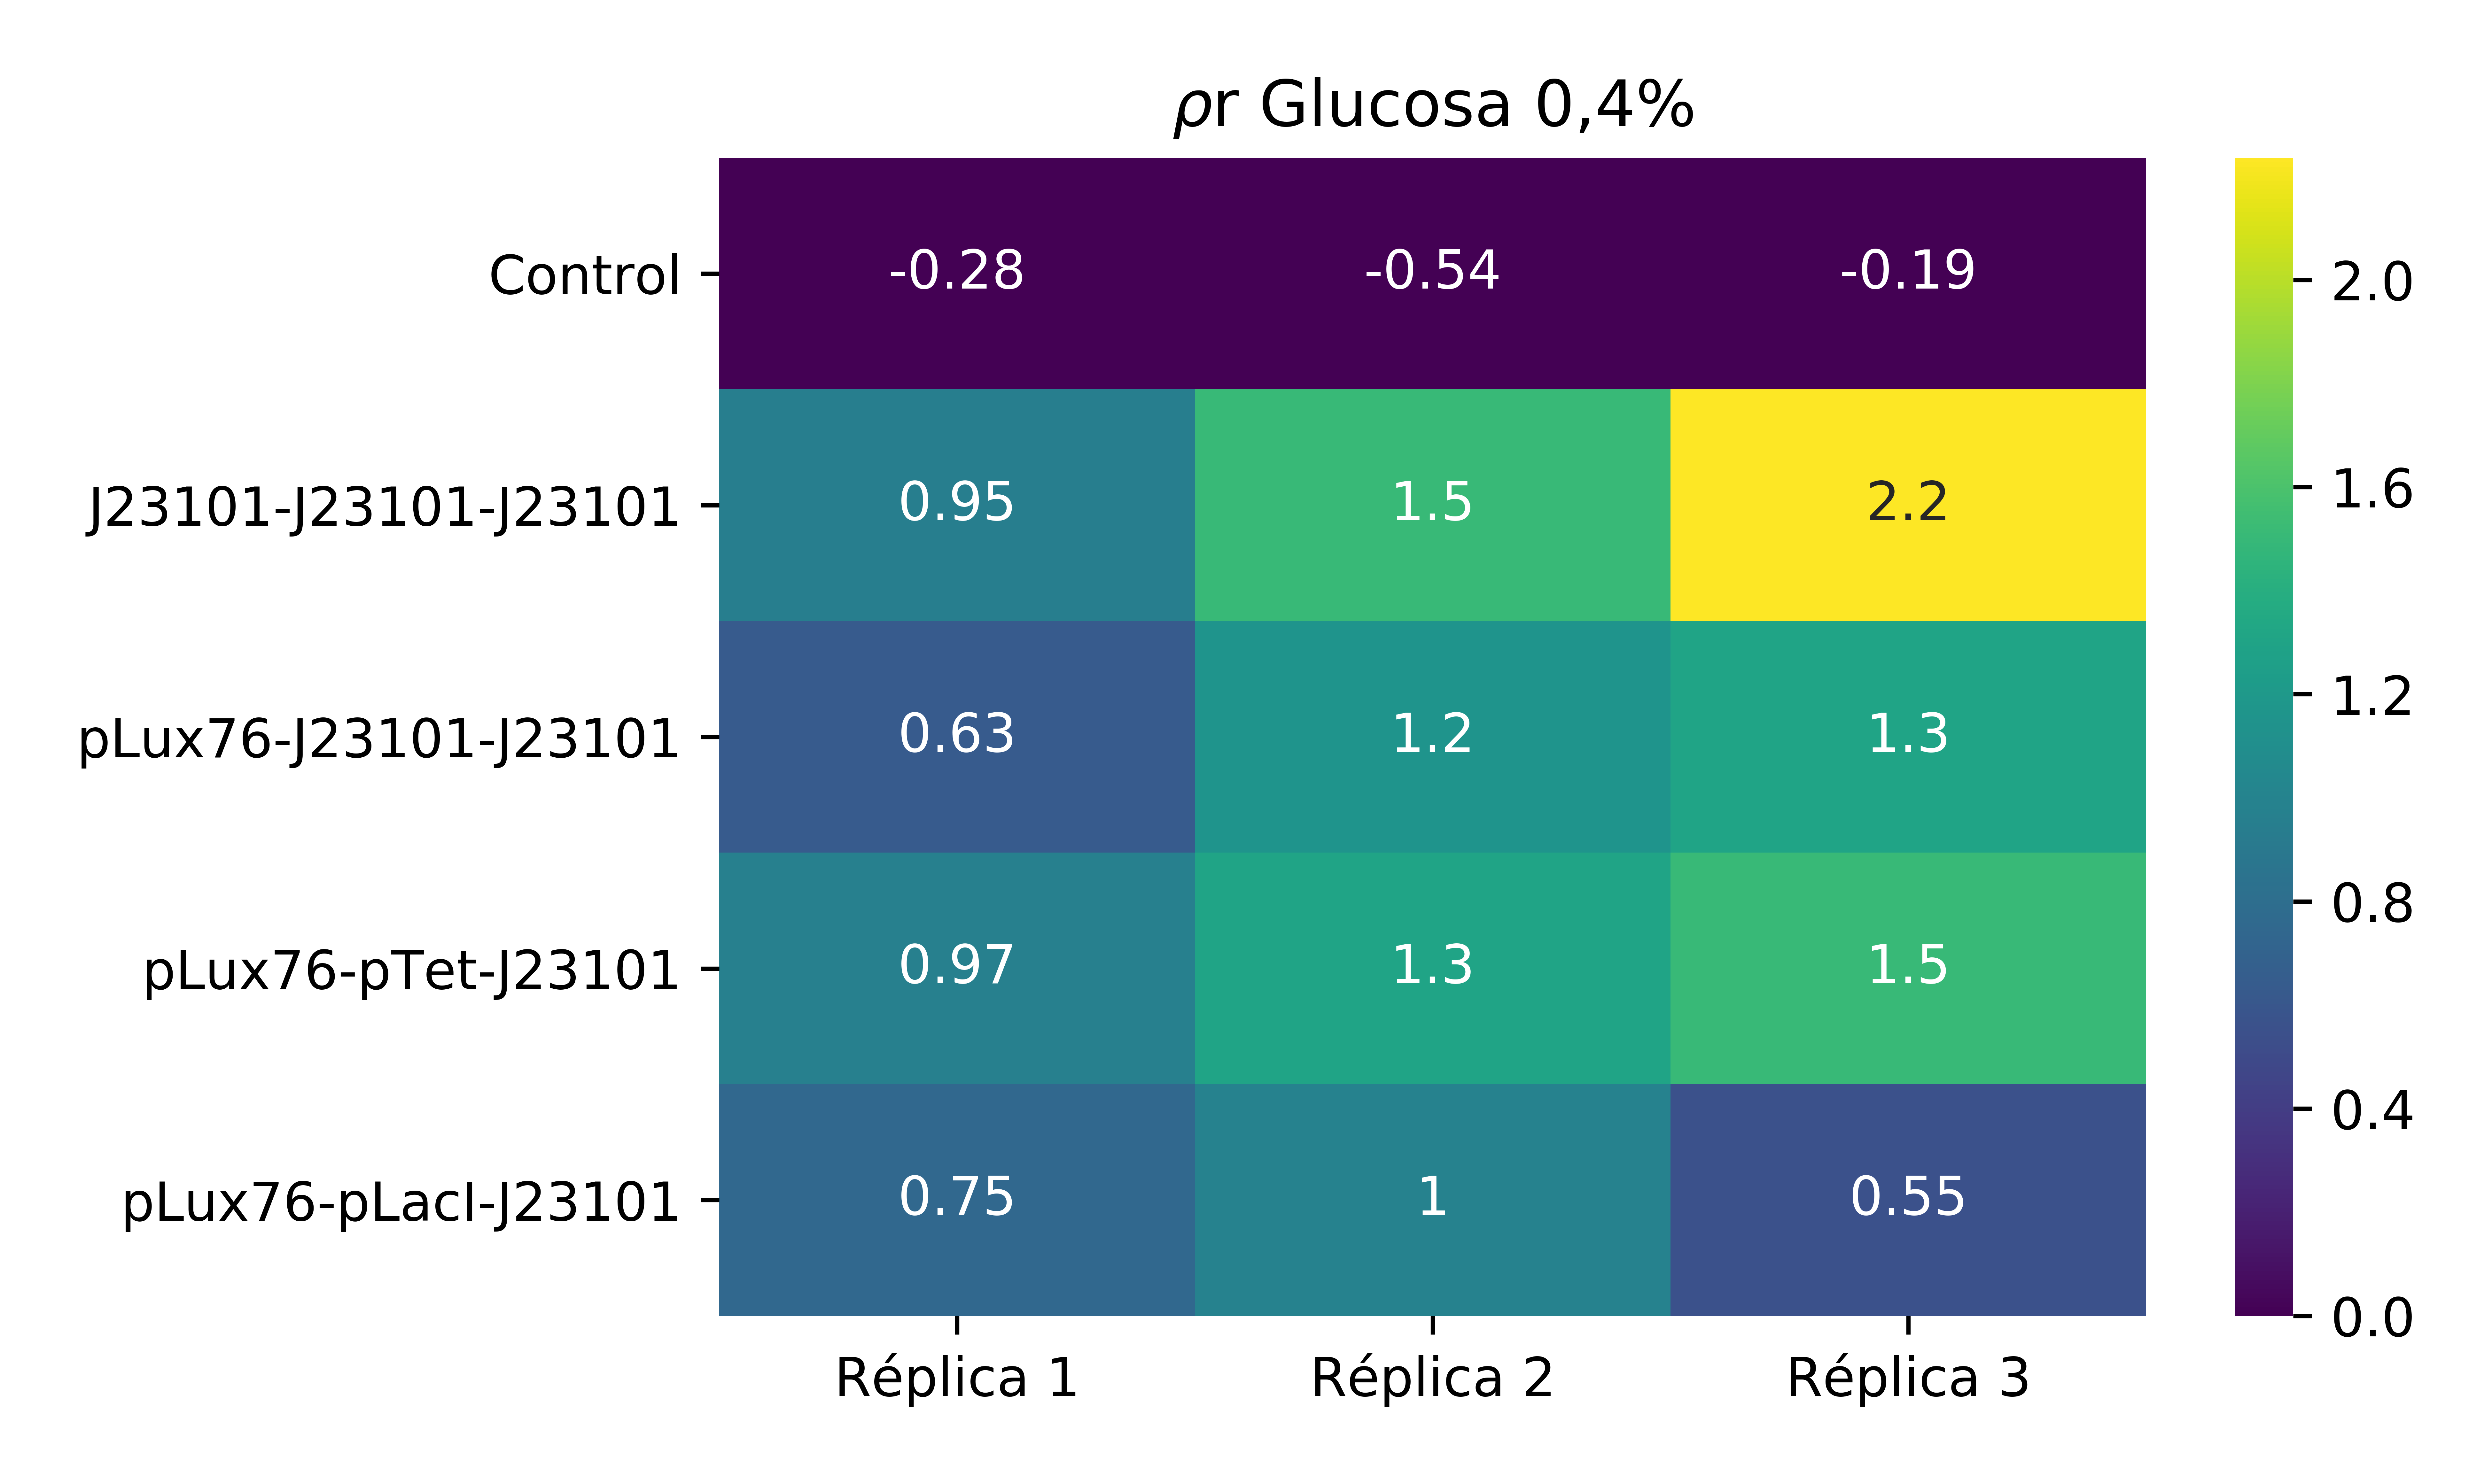 ρr Glucosa 0,4%
Control -0.28 -0.54 -0.19
J23101-J23101-J23101 0.95 1.5 2.2
pLux76-J23101-J23101 0.63 1.2 1.3
pLux76-pTet-J23101 0.97 1.3 1.5
pLux76-pLacI-J23101 0.75 1 0.55
Réplica 1 Réplica 2 Réplica 3
2.0
1.6
1.2
0.8
0.4
0.0